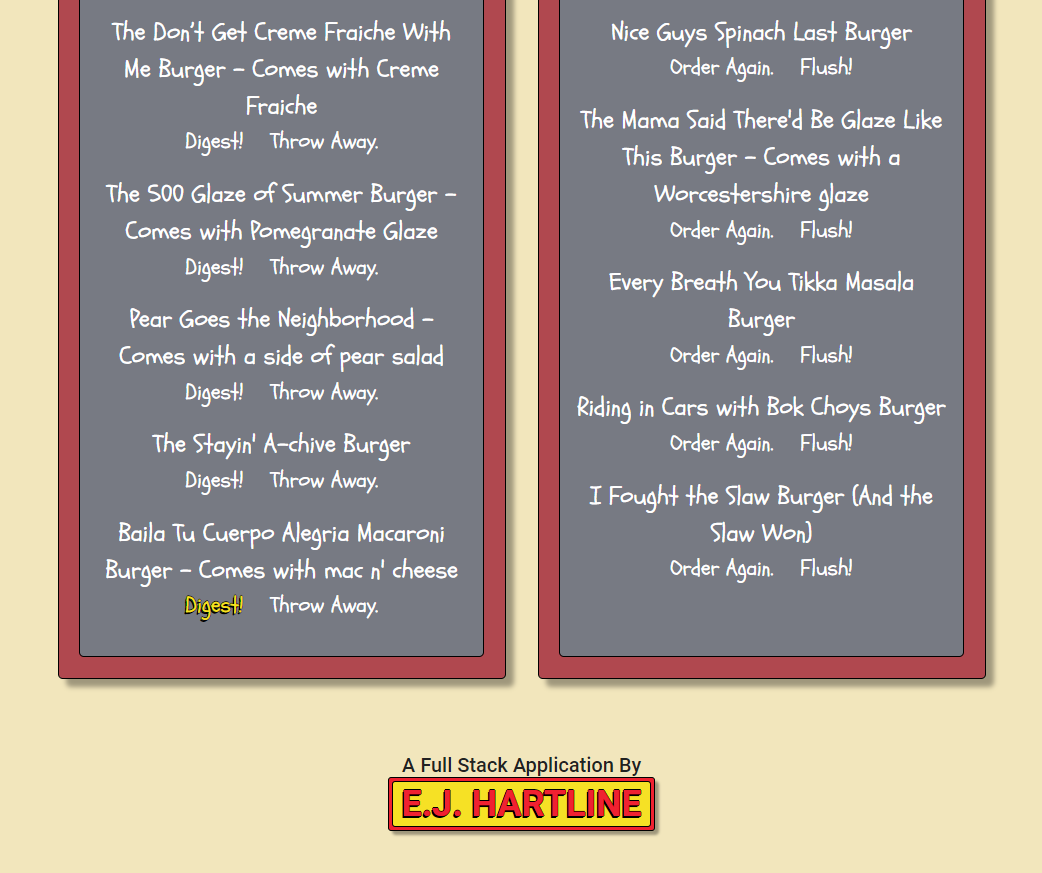 The Don't Get Creme Fraiche With
Me Burger - Comes with Creme
Fraiche
Digest! Throw Away.
The 500 Glaze of Summer Burger -
Comes with Pomegranate Glaze
Digest! Throw Away.
Pear Goes the Neighborhood -
Comes with a side of pear salad
Digest! Throw Away.
The Stayin' A-chive Burger
Digest! Throw Away.
Baila Tu Cuerpo Alegria Macaroni
Burger - Comes with mac n' cheese
Digest! Throw Away.
Nice Guys Spinach Last Burger
Order Again. Flush!
The Mama Said There'd Be Glaze Like
This Burger - Comes with a
Worcestershire glaze
Order Again. Flush!
Every Breath You Tikka Masala
Burger
Order Again. Flush!
Riding in Cars with Bok Choys Burger
Order Again. Flush!
I Fought the Slaw Burger (And the
Slaw Won)
Order Again. Flush!
A Full Stack Application By
E.J. HARTLINE